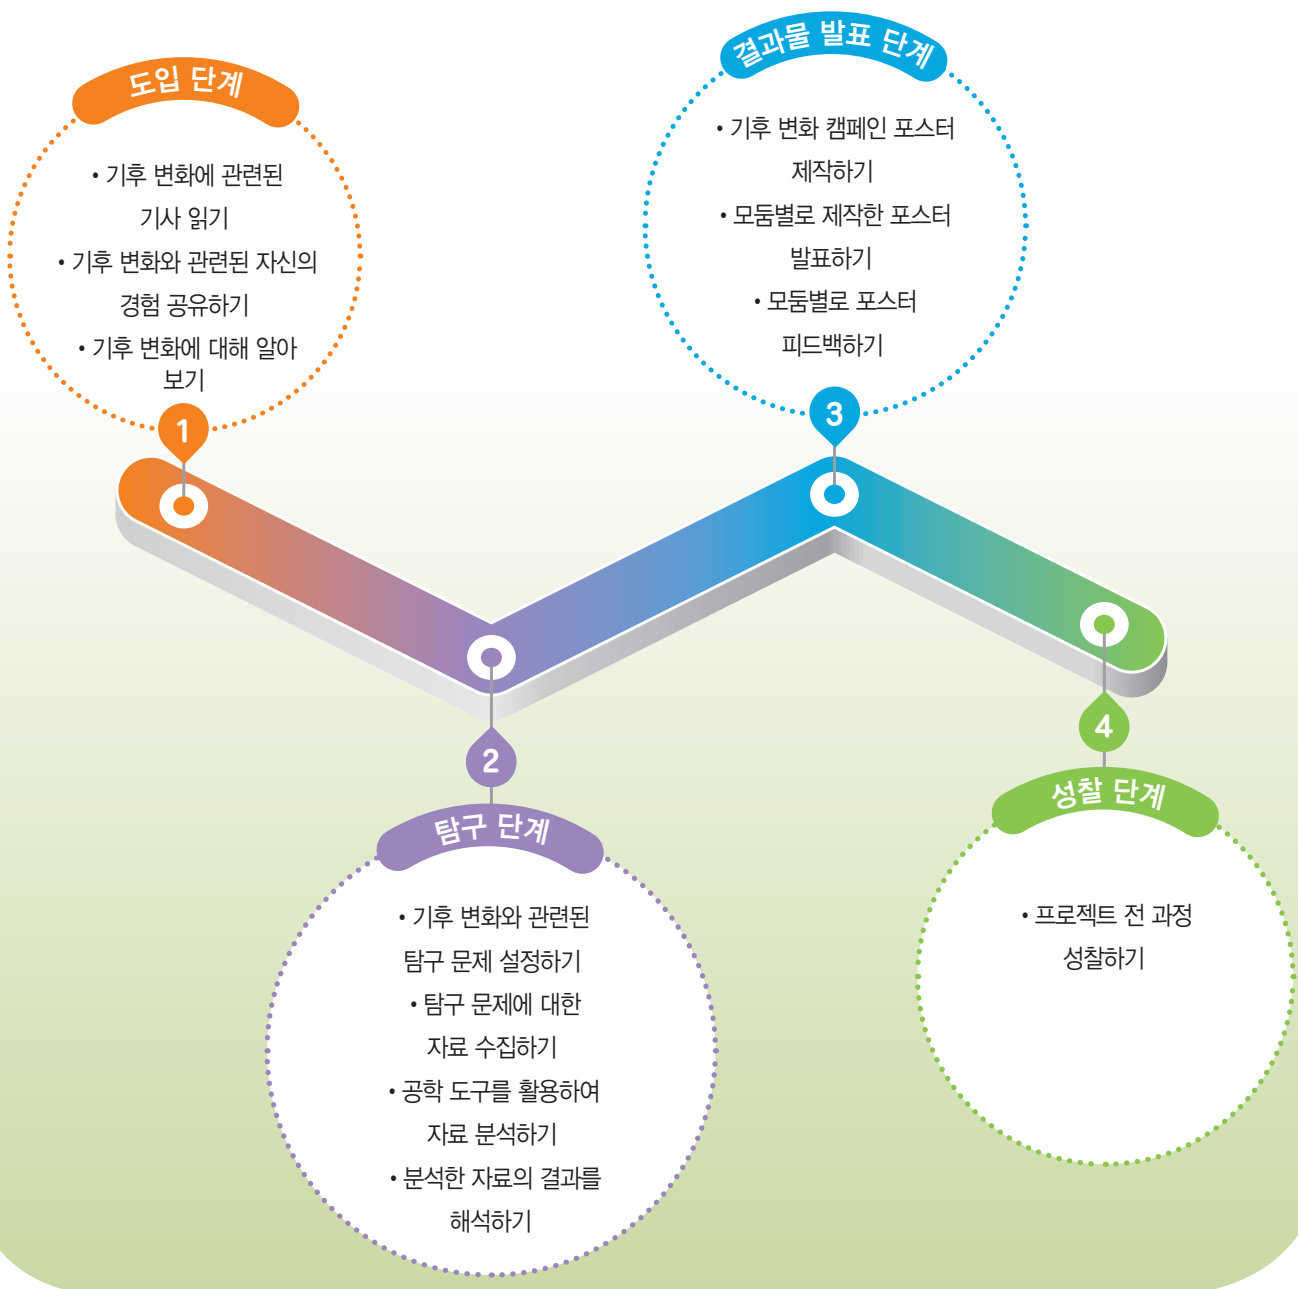 도입 단계
• 기후 변화에 관련된
기사 읽기
• 기후 변화와 관련된 자신의
경험 공유하기
• 기후 변화에 대해 알아
보기
1
탐구 단계
2
• 기후 변화와 관련된
탐구 문제 설정하기
• 탐구 문제에 대한
자료 수집하기
• 공학 도구를 활용하여
자료 분석하기
• 분석한 자료의 결과를
해석하기
결과물 발표 단계
• 기후 변화 캠페인 포스터
제작하기
• 모둠별로 제작한 포스터
발표하기
• 모둠별로 포스터
피드백하기
3
4
성찰 단계
• 프로젝트 전 과정
성찰하기